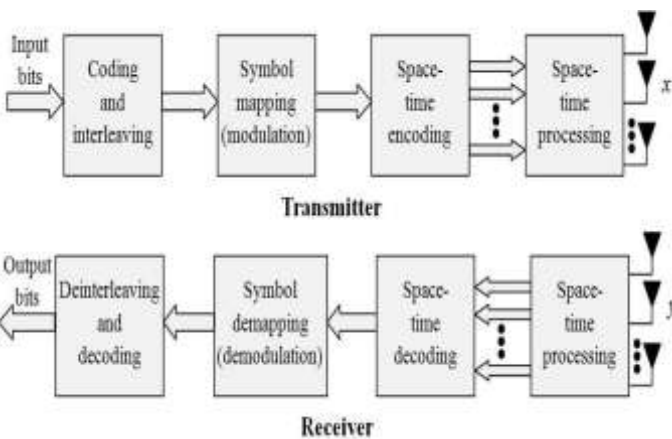 Input
bits
Coding
and
interleaving
Symbol
mapping
(modulation)
Space-
time
encoding
Space-
time
processing
x
Transmitter
Output
bits
Deinterleaving
and
decoding
Symbol
demapping
(demodulation)
Space-
time
decoding
Space-
time
processing
Receiver